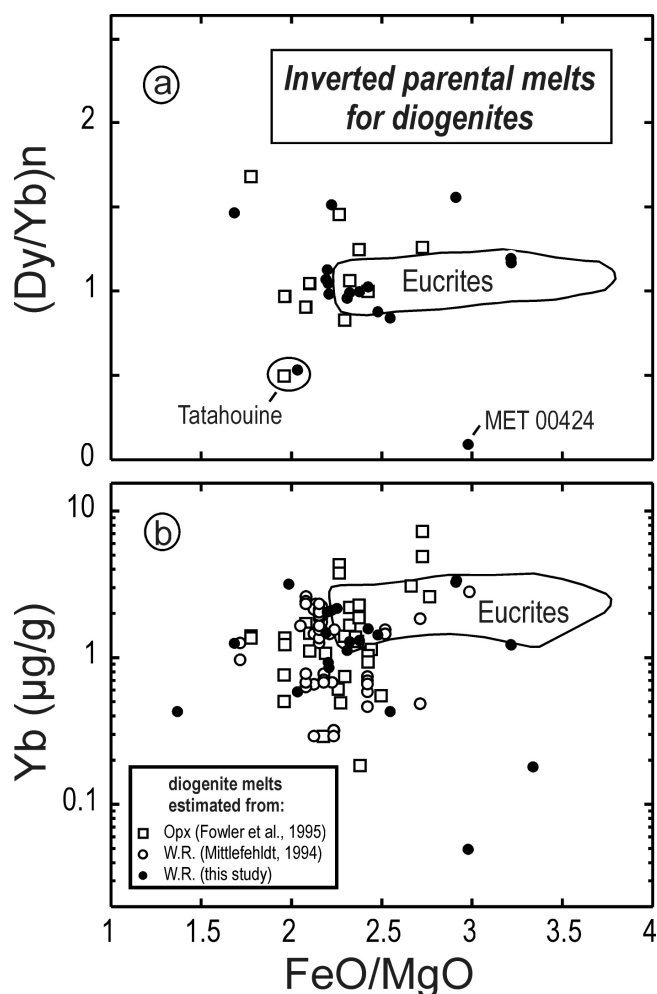 a
Inverted parental melts
for diogenites
2
1
0
(Dy/Yb)n
Eucrites
Tatahouine
MET 00424
b
10
1
0.1
Yb (µg/g)
Eucrites
diogenite melts
estimated from:
Opx (Fowler et al., 1995)
W.R. (Mittlefehldt, 1994)
W.R. (this study)
1 1.5 2 2.5 3 3.5 4
FeO/MgO